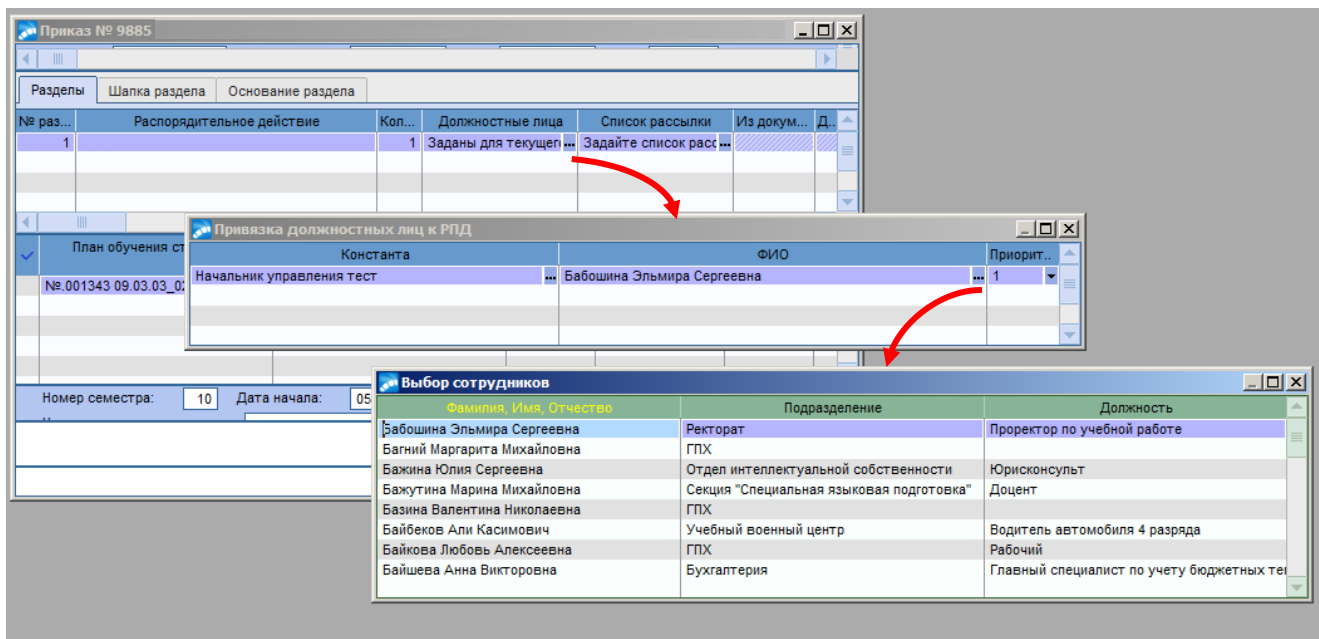 Приказ № 9885
Разделы Шапка раздела Основание раздела
№ раз... Распорядительное действие Кол... Должностные лица Список рассылки Из докум... Д..
1 1 Заданы для текущег ... Задайте список расс ...
Привязка должностных лиц к РПД
План обучения ст
Константа ФИО Приорит..
Начальник управления тест ... Бабошина Эльмира Сергеевна ... 1
№.001343 09.03.03_02
Выбор сотрудников
Номер семестра: 10 Дата начала: 05
Фамилия, Имя, Отчество Подразделение Должность
Бабошина Эльмира Сергеевна Ректорат Проректор по учебной работе
Багний Маргарита Михайловна ГПХ
Бажина Юлия Сергеевна Отдел интеллектуальной собственности Юрисконсульт
Бажутина Марина Михайловна Секция "Специальная языковая подготовка" Доцент
Базина Валентина Николаевна ГПХ
Байбеков Али Касимович Учебный военный центр Водитель автомобиля 4 разряда
Байкова Любовь Алексеевна ГПХ Рабочий
Байшева Анна Викторовна Бухгалтерия Главный специалист по учету бюджетных те